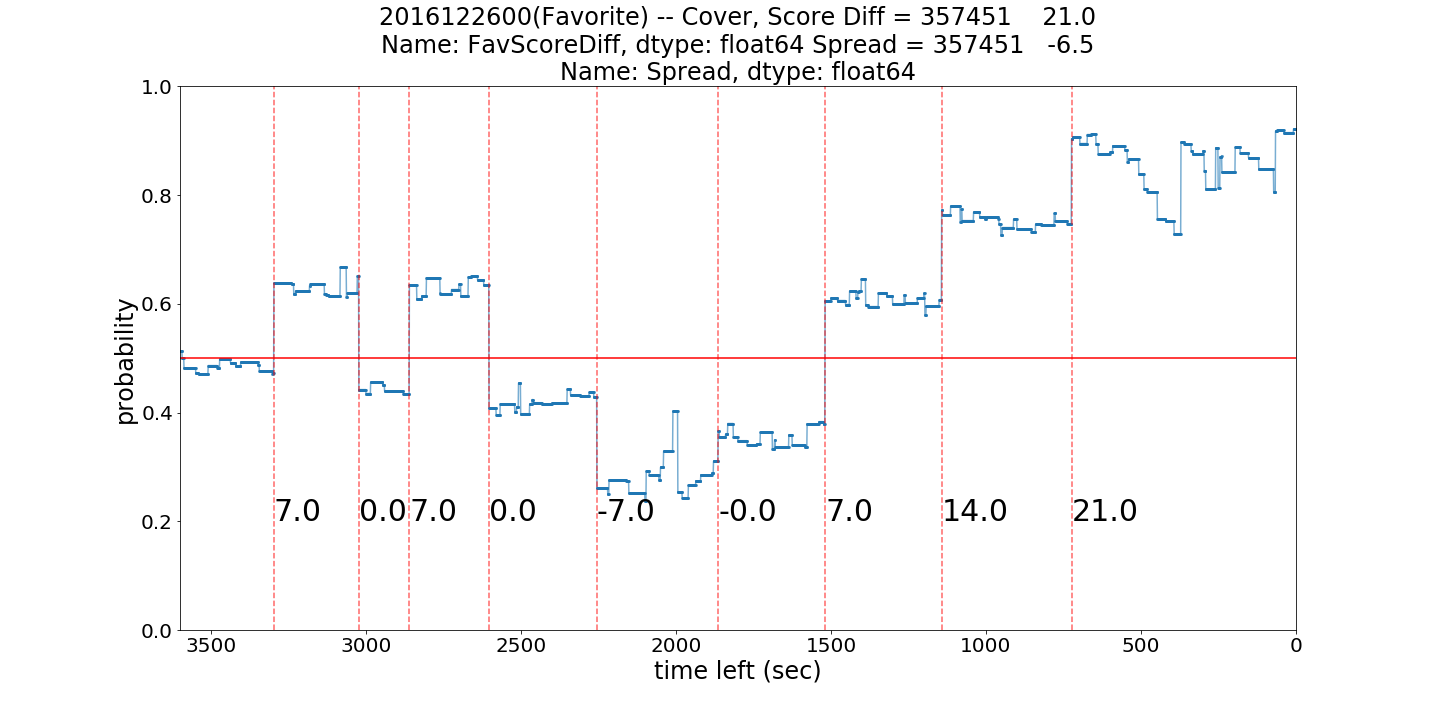 2016122600(Favorite) -- Cover, Score Diff = 357451    21.0
Name: FavScoreDiff, dtype: float64 Spread = 357451   -6.5
Name: Spread, dtype: float64
1.0
0.8
0.6
0.4
0.2
0.0
probability
7.0 0.0 7.0 0.0 -7.0 -0.0 7.0 14.0 21.0
3500 3000 2500 2000 1500 1000 500 0
time left (sec)